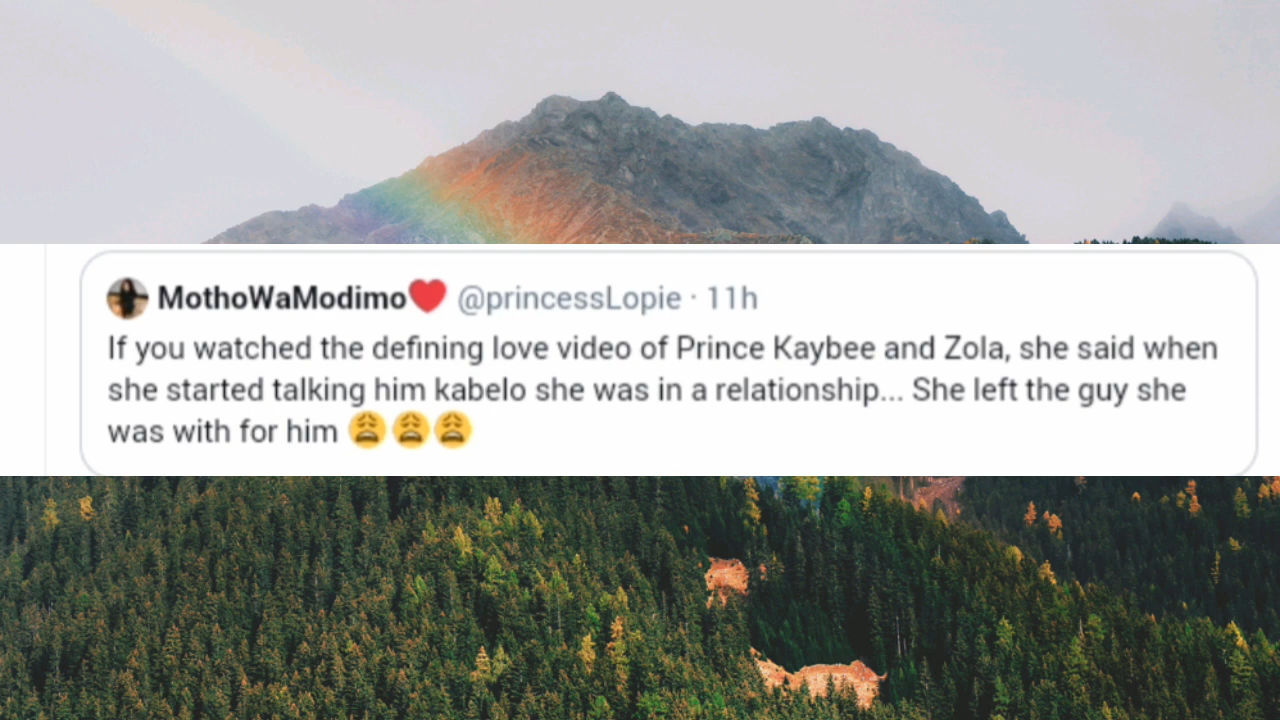 MothoWaModimo❤️ @princessLopie · 11h
If you watched the defining love video of Prince Kaybee and Zola, she said when
she started talking him kabelo she was in a relationship... She left the guy she
was with for him 😩😩😩